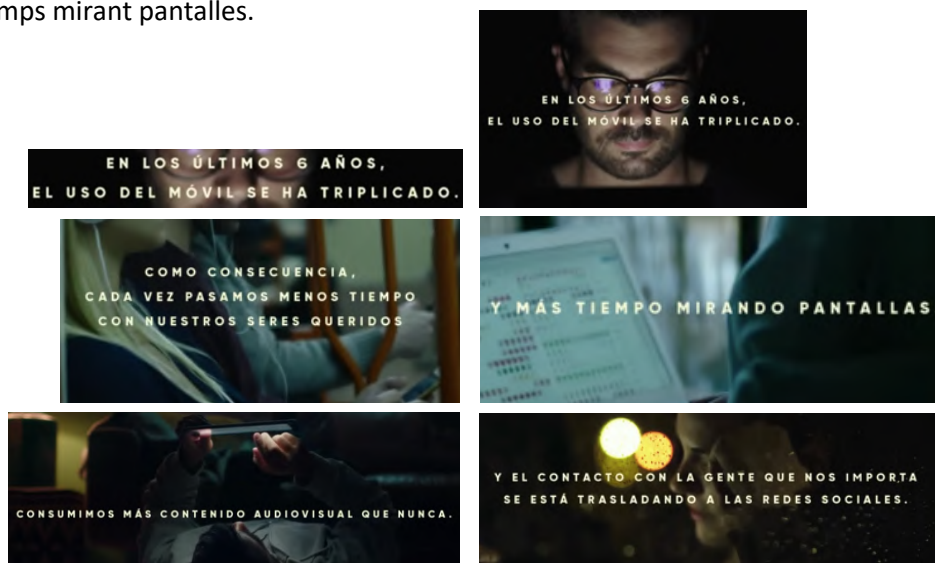 mps mirant pantalles.
EN LOS ÚLTIMOS 6 AÑOS,
EL USO DEL MÓVIL SE HA TRIPLICADO.
EN LOS ÚLTIMOS 6 AÑOS,
EL USO DEL MÓVIL SE HA TRIPLICADO.
COMO CONSECUENCIA,
CADA VEZ PASAMOS MENOS TIEMPO
CON NUESTROS SERES QUERIDOS
Y MÁS TIEMPO MIRANDO PANTALLAS
CONSUMIMOS MÁS CONTENIDO AUDIOVISUAL QUE NUNCA.
Y EL CONTACTO CON LA GENTE QUE NOS IMPORTA
SE ESTÁ TRASLADANDO A LAS REDES SOCIALES.